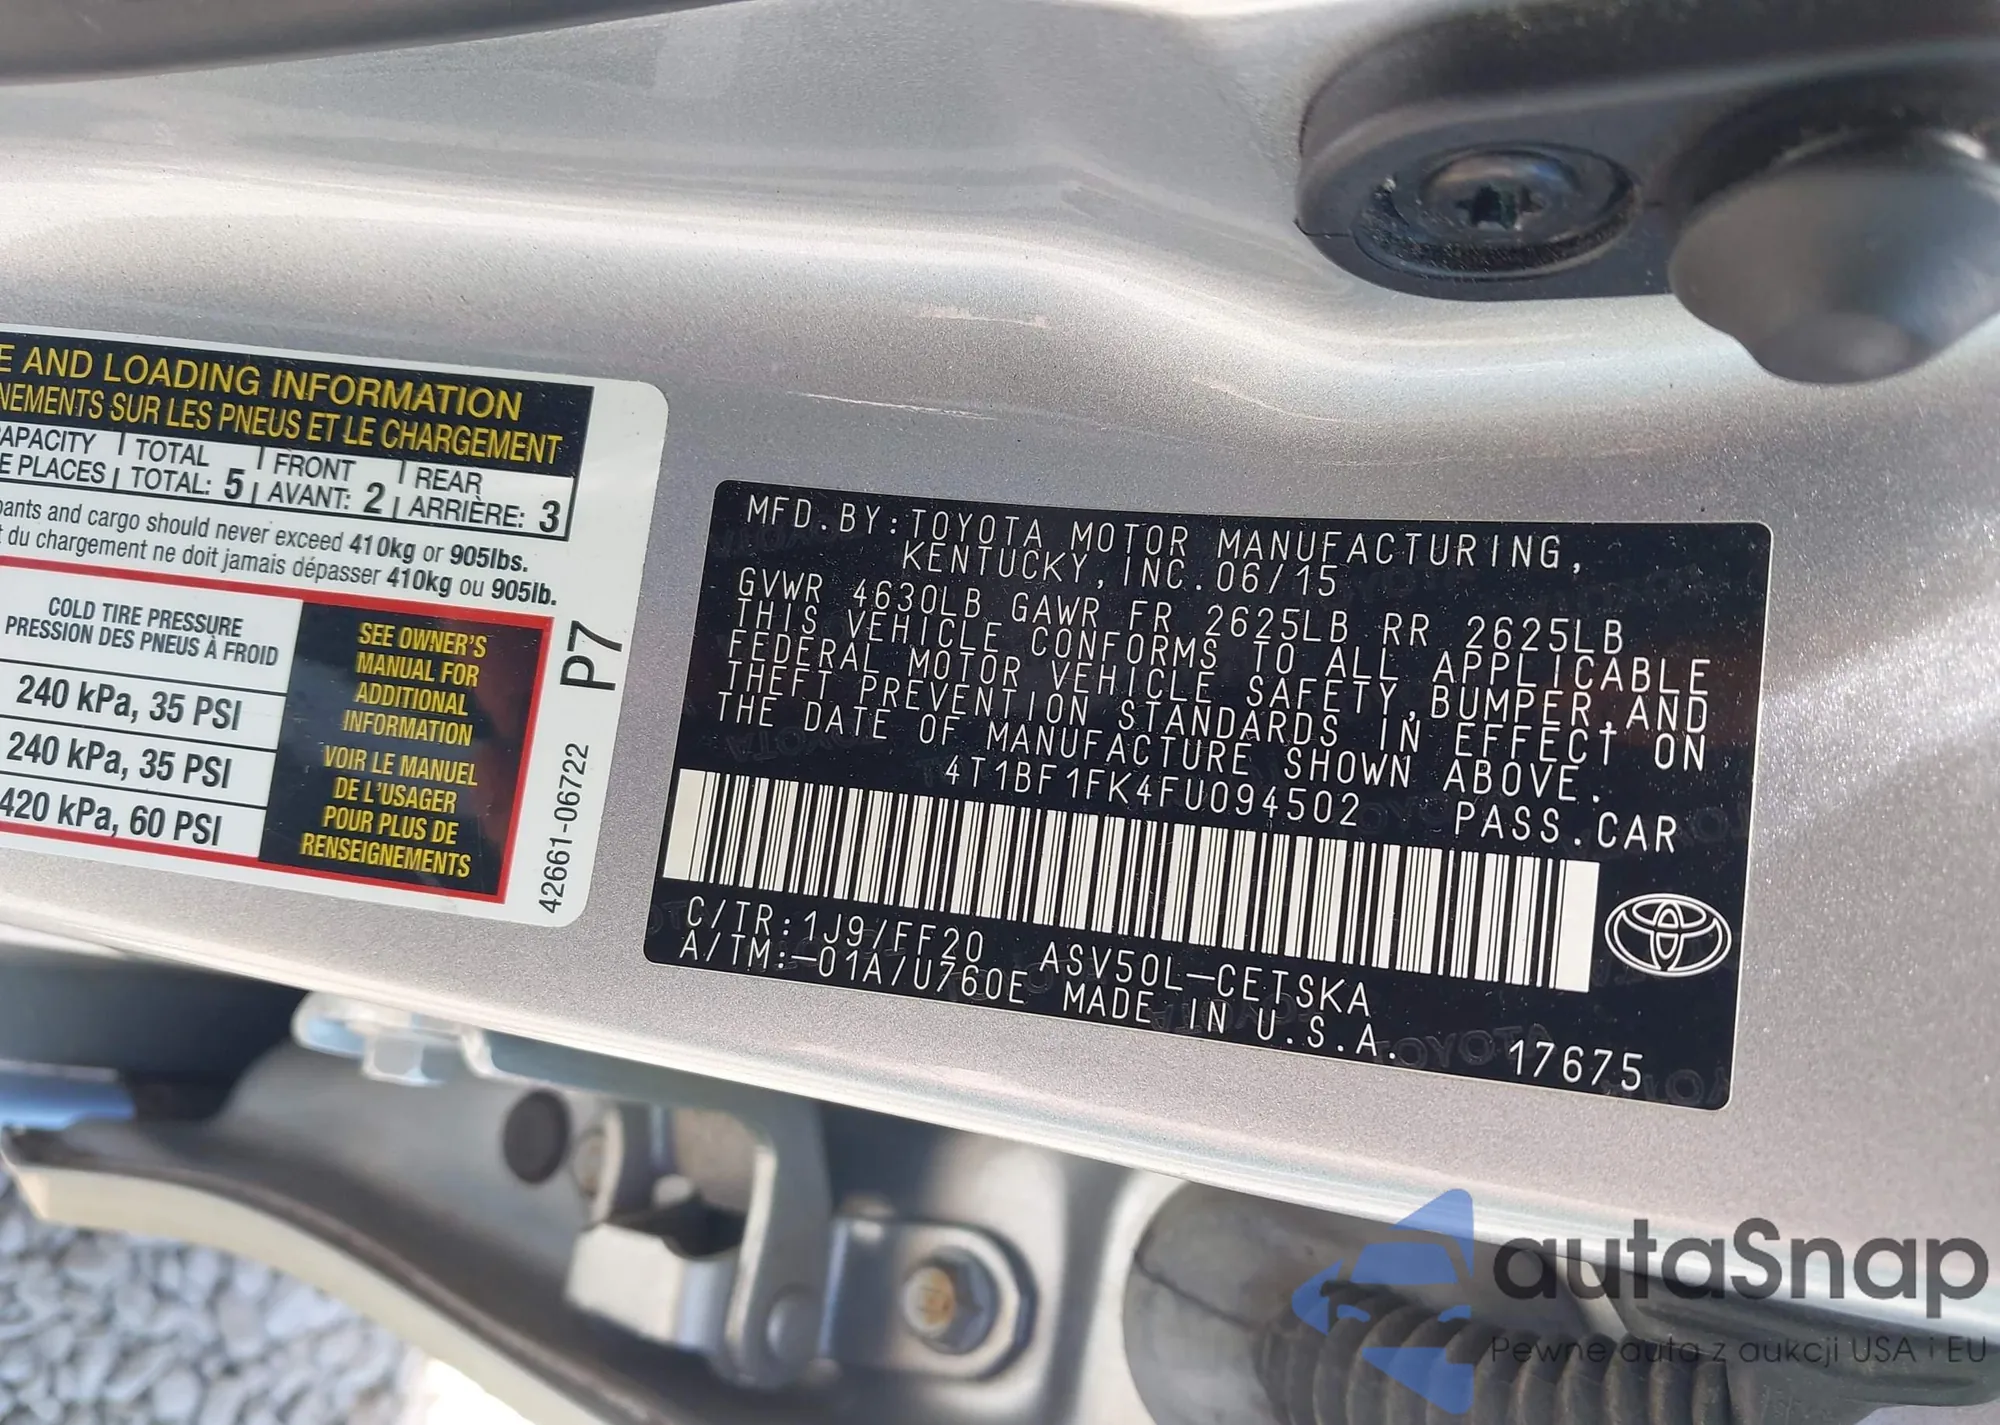 E AND LOADING INFORMATION
NEMENTS SUR LES PNEUS ET LE CHARGEMENT
APACITY TOTAL FRONT REAR
E PLACES TOTAL: 5 AVANT: 2 ARRIÈRE: 3
pants and cargo should never exceed 410kg or 905lbs.
t du chargement ne doit jamais dépasser 410kg ou 905lb.
COLD TIRE PRESSURE
PRESSION DES PNEUS À FROID
240 kPa, 35 PSI
240 kPa, 35 PSI
420 kPa, 60 PSI
SEE OWNER'S
MANUAL FOR
ADDITIONAL
INFORMATION
VOIR LE MANUEL
DE L'USAGER
POUR PLUS DE
RENSEIGNEMENTS
42661-06722 P7
MFD.BY:TOYOTA MOTOR MANUFACTURING,
KENTUCKY,INC.06/15
GVWR 4630LB GAWR FR 2625LB RR 2625LB
THIS VEHICLE CONFORMS TO ALL APPLICABLE
FEDERAL MOTOR VEHICLE SAFETY,BUMPER,AND
THEFT PREVENTION STANDARDS IN EFFECT ON
THE DATE OF MANUFACTURE SHOWN ABOVE.
4T1BF1FK4FU094502 PASS.CAR
C/TR:1J9/FF20 ASV50L-CETSKA
A/TM:-01A/U760E MADE IN U.S.A.
17675
autaSnap
Pewne auta z aukcji USA i EU